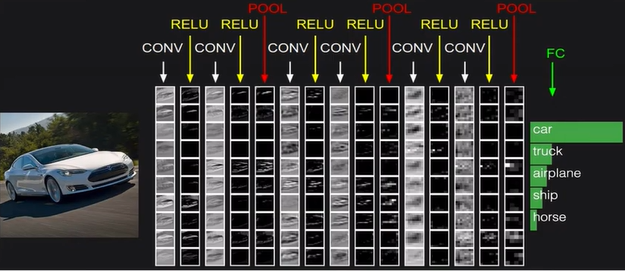 POOL POOL POOL
RELU RELU RELU RELU RELU RELU
CONV CONV CONV CONV CONV CONV
FC
car
truck
airplane
ship
horse